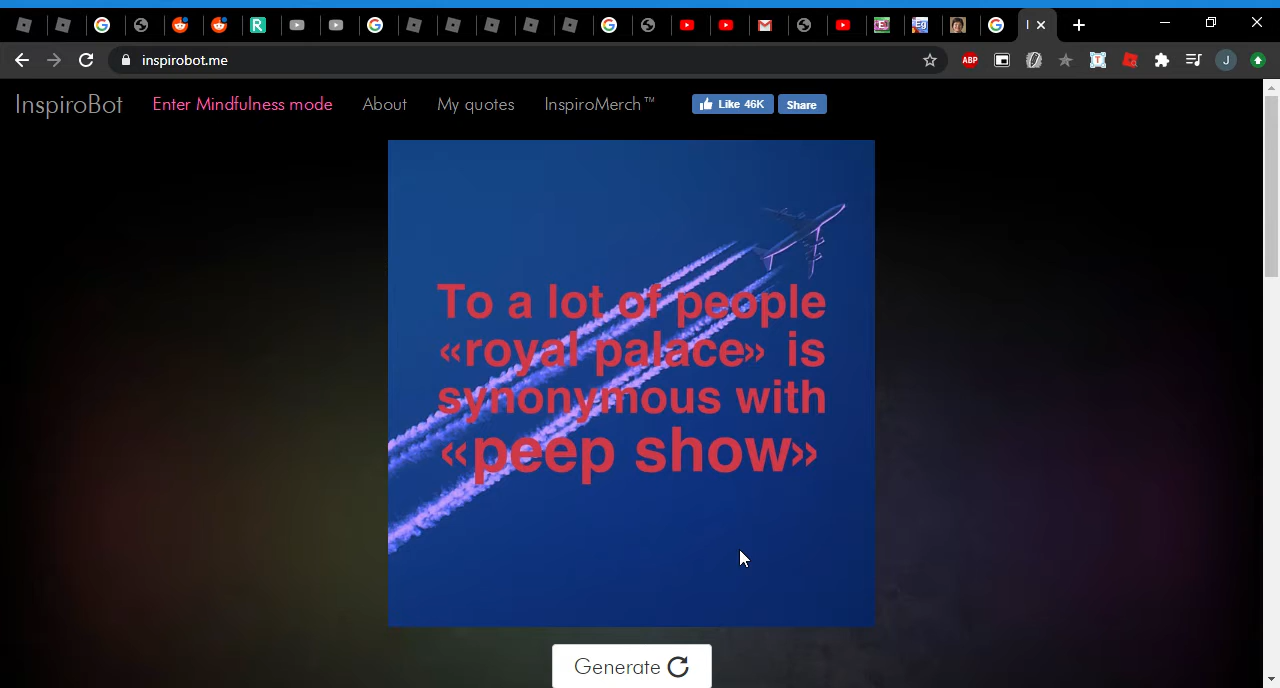 inspirobot.me
ABP
J
InspiroBot
Enter Mindfulness mode
About
My quotes
InspiroMerch™
Like 46K
Share
To a lot of people
«royal palace» is
synonymous with
«peep show»
Generate